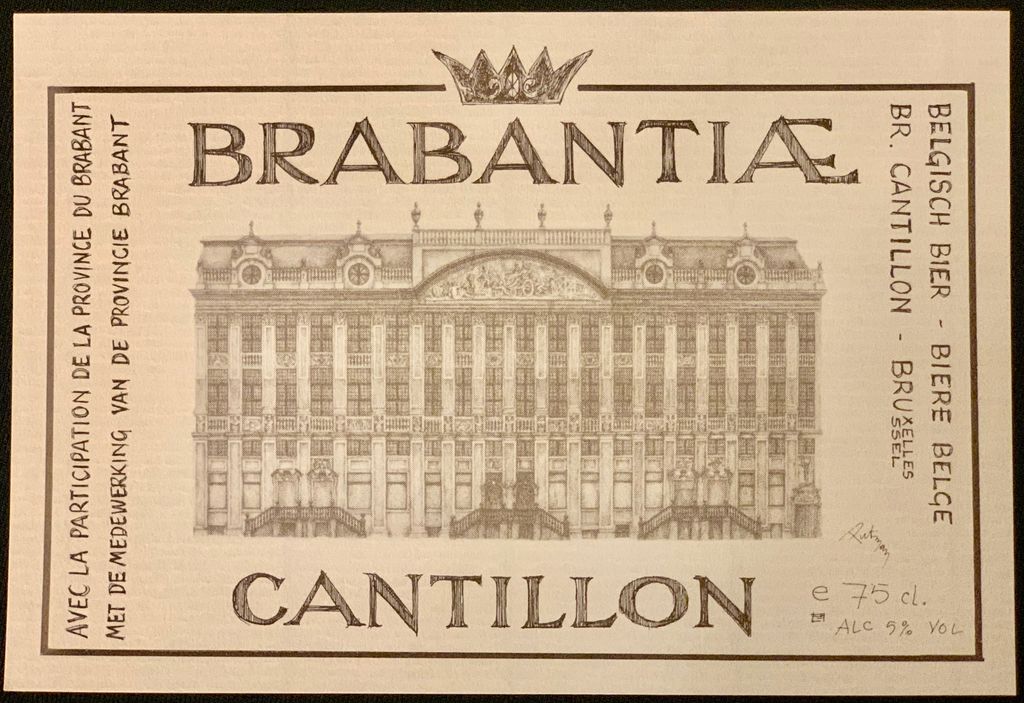 BRABANTIÆ
AVEC LA PARTICIPATION DE LA PROVINCE DU BRABANT
MET DE MEDEWERKING VAN DE PROVINCIE BRABANT
BELGISCH BIER - BIERE BELGE
BR. CANTILLON - BRUXELLES
SSEL
CANTILLON
e 75 cl.
ALC 5% VOL